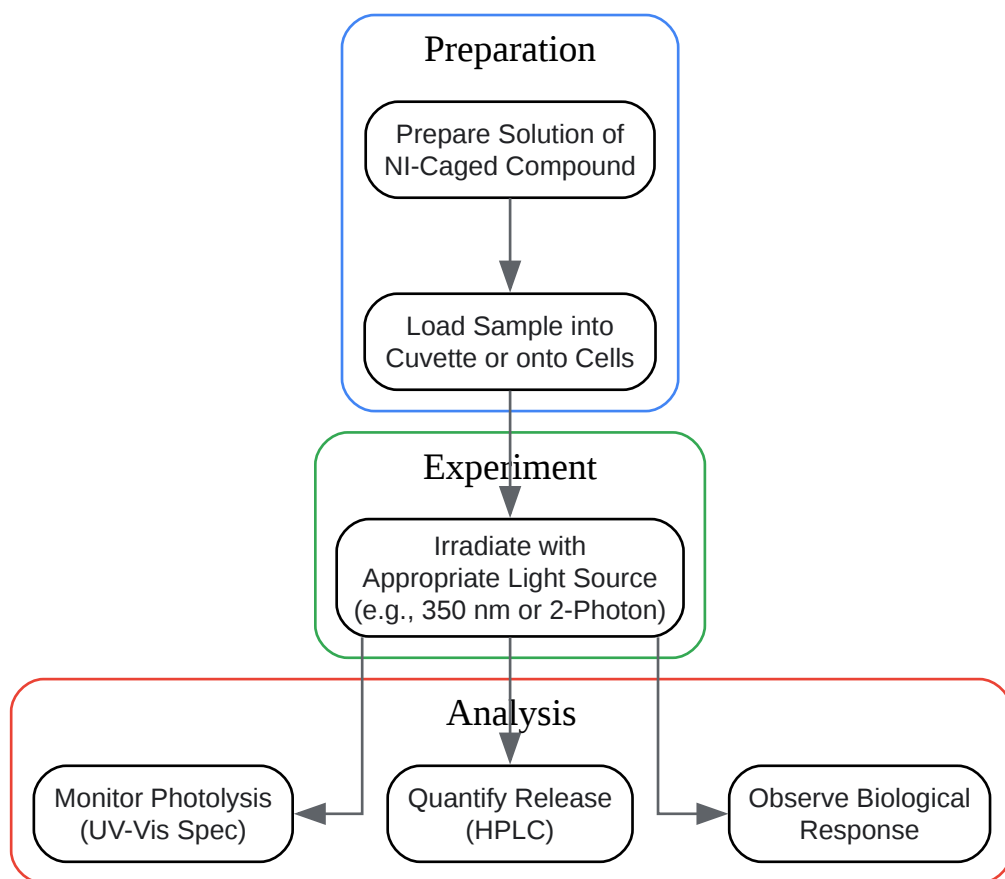 Preparation
Prepare Solution of
NI-Caged Compound
Load Sample into
Cuvette or onto Cells
Experiment
Irradiate with
Appropriate Light Source
(e.g., 350 nm or 2-Photon)
Analysis
Monitor Photolysis
(UV-Vis Spec)
Quantify Release
(HPLC)
Observe Biological
Response